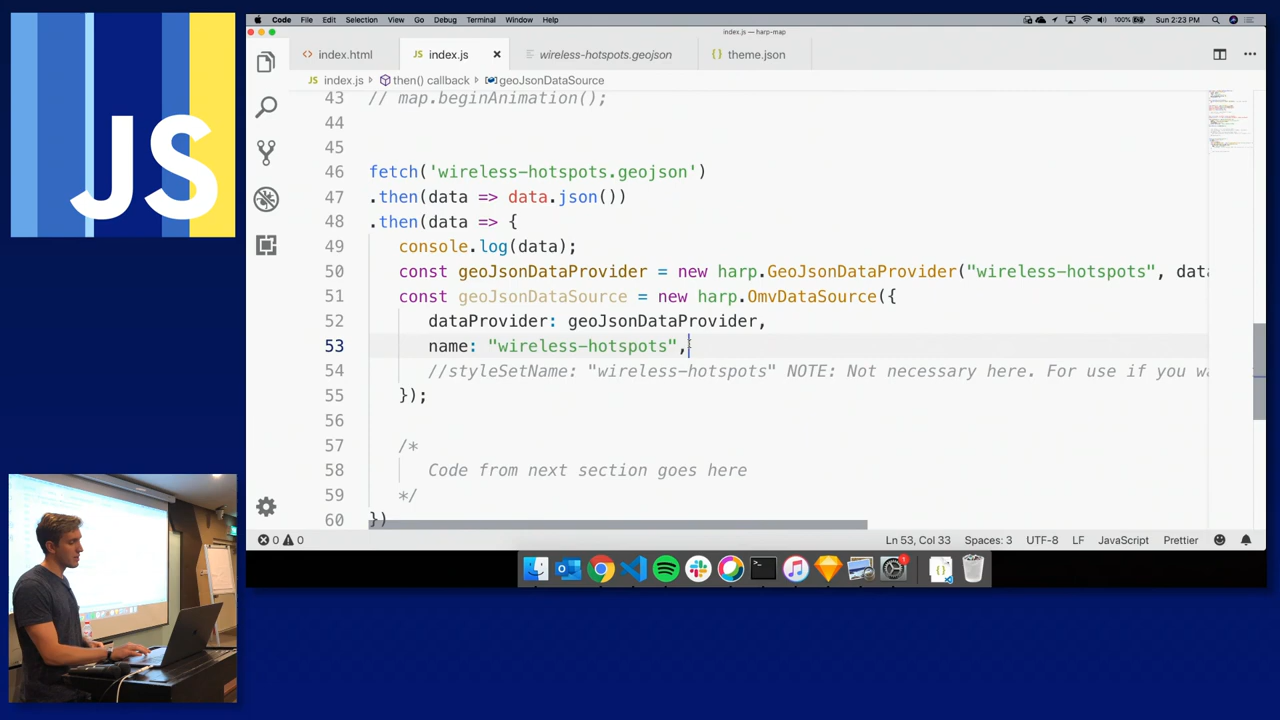 JS
Code File Edit Selection View Go Debug Terminal Window Help 100% Sun 2:23 PM
index.js — harp-map
<> index.html JS index.js × wireless-hotspots.geojson {} theme.json ...
JS index.js then() callback geoJsonDataSource
43 // map.beginAnimation();
44
45
46 fetch('wireless-hotspots.geojson')
47 .then(data => data.json())
48 .then(data => {
49 console.log(data);
50 const geoJsonDataProvider = new harp.GeoJsonDataProvider("wireless-hotspots", data
51 const geoJsonDataSource = new harp.OmvDataSource({
52 dataProvider: geoJsonDataProvider,
53 name: "wireless-hotspots",
54 //styleSetName: "wireless-hotspots" NOTE: Not necessary here. For use if you wa
55 });
56
57 /*
58 Code from next section goes here
59 */
60 })
0 0 Ln 53, Col 33 Spaces: 3 UTF-8 LF JavaScript Prettier
1